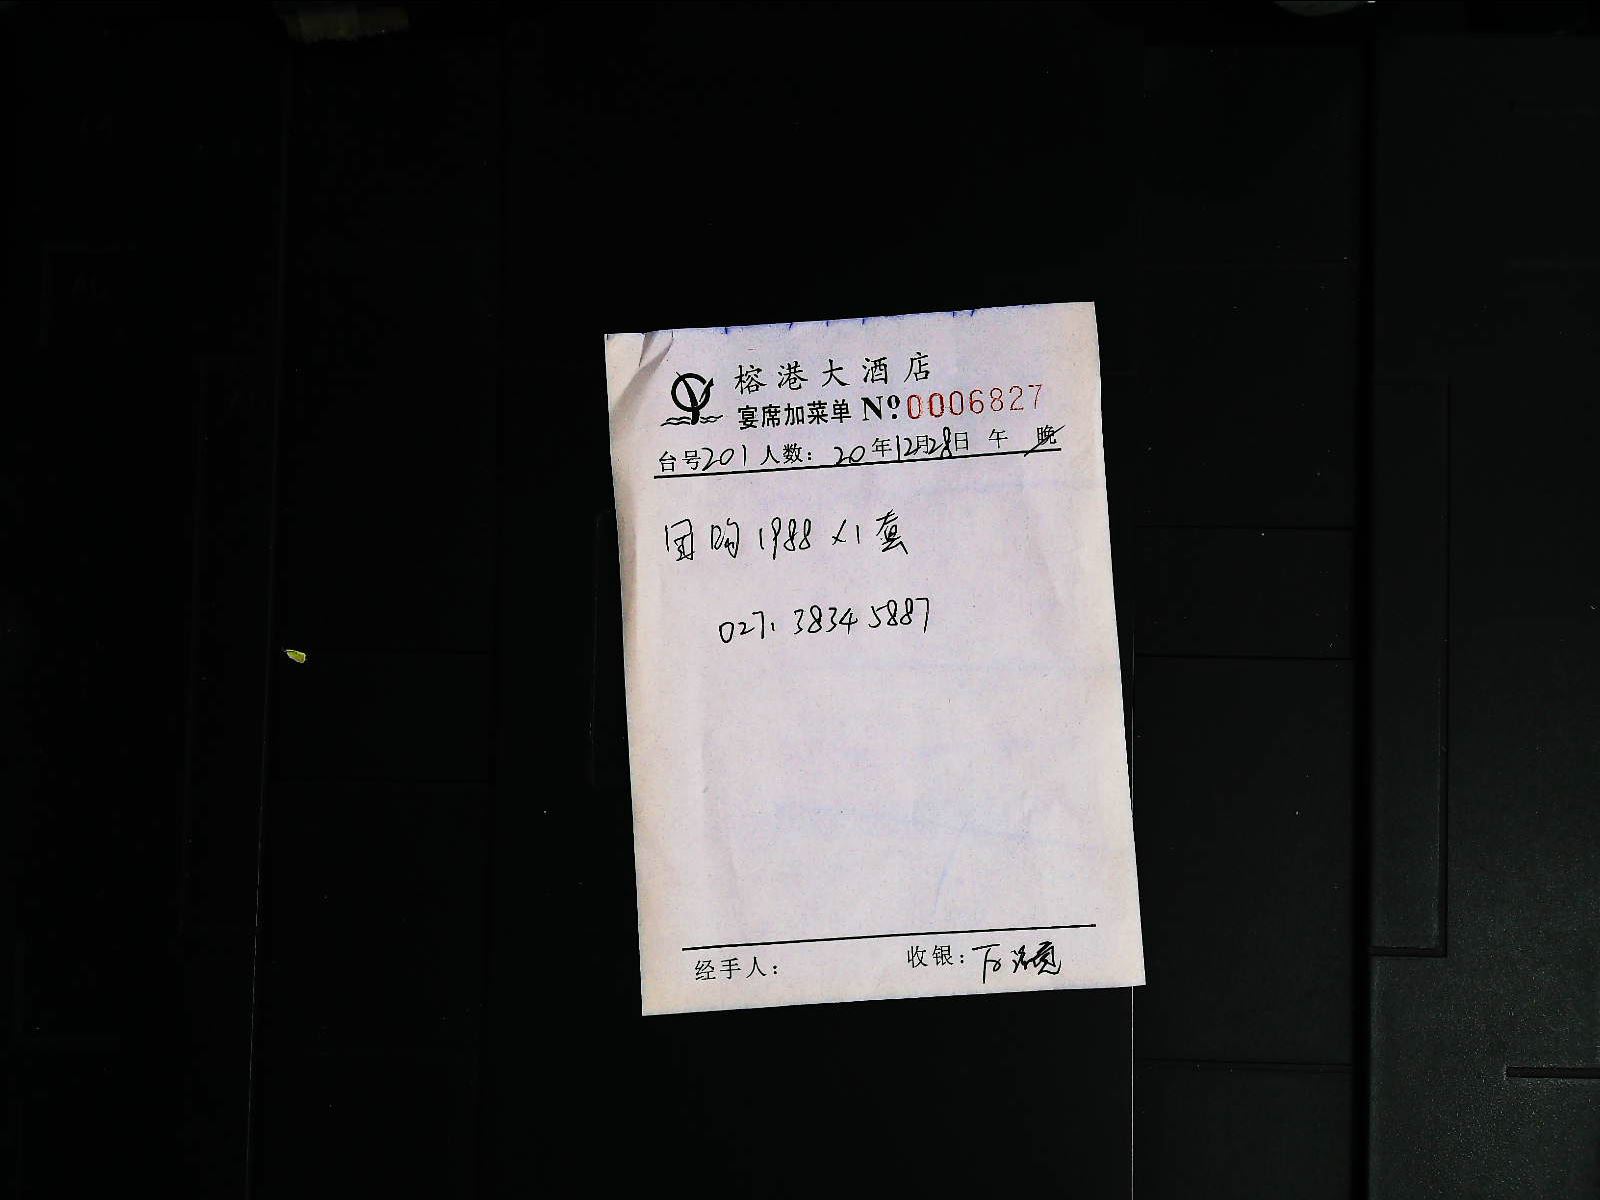 榕港大酒店
宴席加菜单 Nº 0006827
台号201 人数: 20年12月28日 午 晚
团购1988×1套
027.38345887
经手人: 收银: